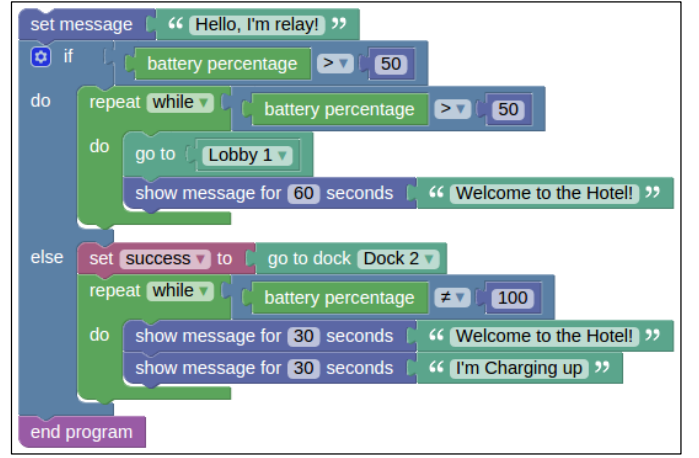 set message “ Hello, I'm relay! ”
if battery percentage > 50
do repeat while battery percentage > 50
do go to Lobby 1
show message for 60 seconds “ Welcome to the Hotel! ”
else set success to go to dock Dock 2
repeat while battery percentage ≠ 100
do show message for 30 seconds “ Welcome to the Hotel! ”
show message for 30 seconds “ I'm Charging up ”
end program